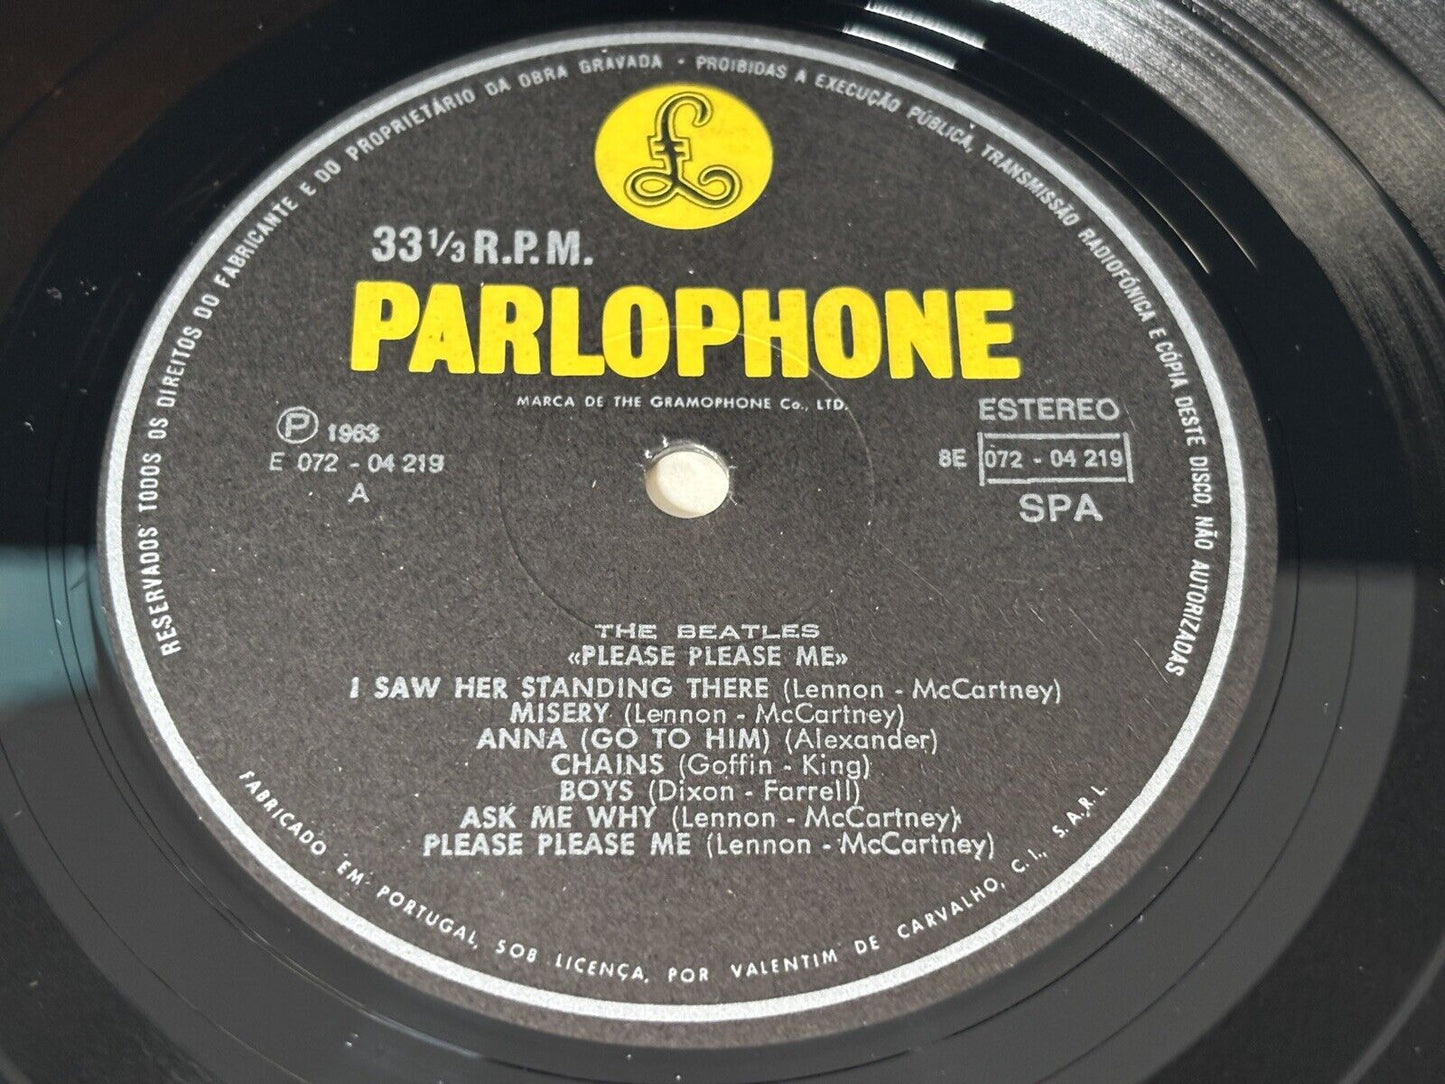 RESERVADOS TODOS OS DIREITOS DO FABRICANTE E DO PROPRIETÁRIO DA OBRA GRAVADA - PROIBIDAS A EXECUÇÃO PÚBLICA, TRANSMISSÃO RADIOFÓNICA E CÓPIA DESTE DISCO, NÃO AUTORIZADAS
£
33 1/3 R.P.M.
PARLOPHONE
MARCA DE THE GRAMOPHONE Co., LTD.
Ⓟ 1963
E 072 - 04 219
A
ESTEREO
8E 072 - 04 219
SPA
THE BEATLES
«PLEASE PLEASE ME»
I SAW HER STANDING THERE (Lennon - McCartney)
MISERY (Lennon - McCartney)
ANNA (GO TO HIM) (Alexander)
CHAINS (Goffin - King)
BOYS (Dixon - Farrell)
ASK ME WHY (Lennon - McCartney)
PLEASE PLEASE ME (Lennon - McCartney)
FABRICADO EM PORTUGAL, SOB LICENÇA, POR VALENTIM DE CARVALHO, C. I., S. A. R. L.